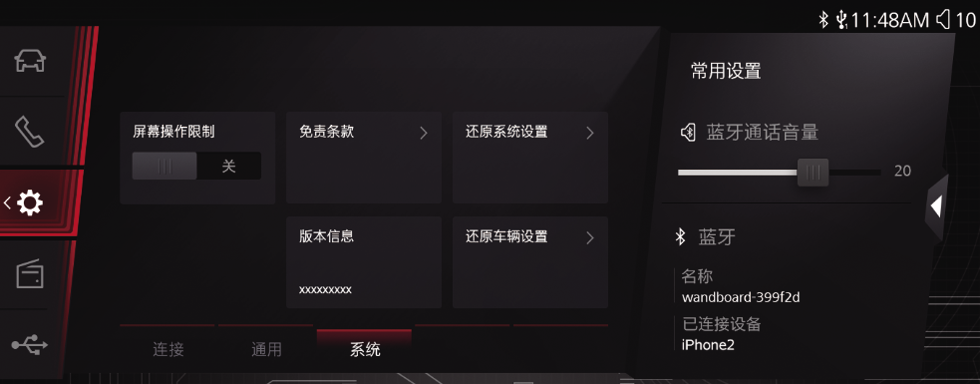 11:48AM 10
常用设置
屏幕操作限制
关
免责条款
还原系统设置
版本信息
xxxxxxxxx
还原车辆设置
蓝牙通话音量
20
蓝牙
名称
wandboard-399f2d
已连接设备
iPhone2
连接
通用
系统